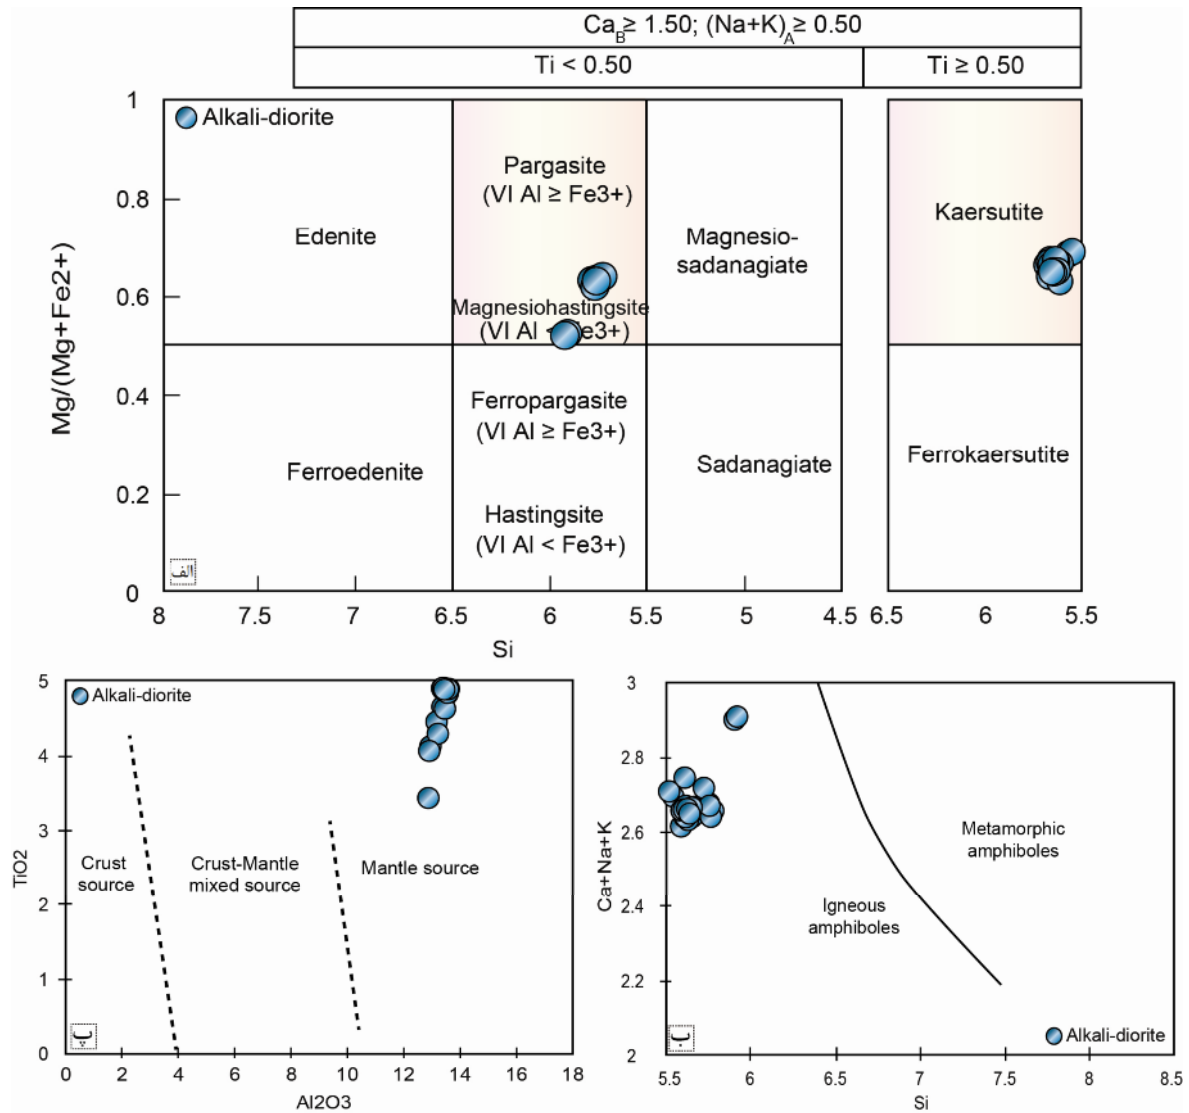 Ca_B ≥ 1.50; (Na+K)_A ≥ 0.50
Ti < 0.50
Ti ≥ 0.50
Alkali-diorite
Mg/(Mg+Fe2+)
1
0.8
0.6
0.4
0.2
0
Edenite
Pargasite
(VI Al ≥ Fe3+)
Magnesiohastingsite
(VI Al < Fe3+)
Magnesio-
sadanagiate
Kaersutite
Ferroedenite
Ferropargasite
(VI Al ≥ Fe3+)
Hastingsite
(VI Al < Fe3+)
Sadanagiate
Ferrokaersutite
الف
8 7.5 7 6.5 6 5.5 5 4.5
6.5 6 5.5
Si
Alkali-diorite
TiO2
5
4
3
2
1
0
Crust
source
Crust-Mantle
mixed source
Mantle source
پ
0 2 4 6 8 10 12 14 16 18
Al2O3
Ca+Na+K
3
2.8
2.6
2.4
2.2
2
Metamorphic
amphiboles
Igneous
amphiboles
ب
Alkali-diorite
5.5 6 6.5 7 7.5 8 8.5
Si